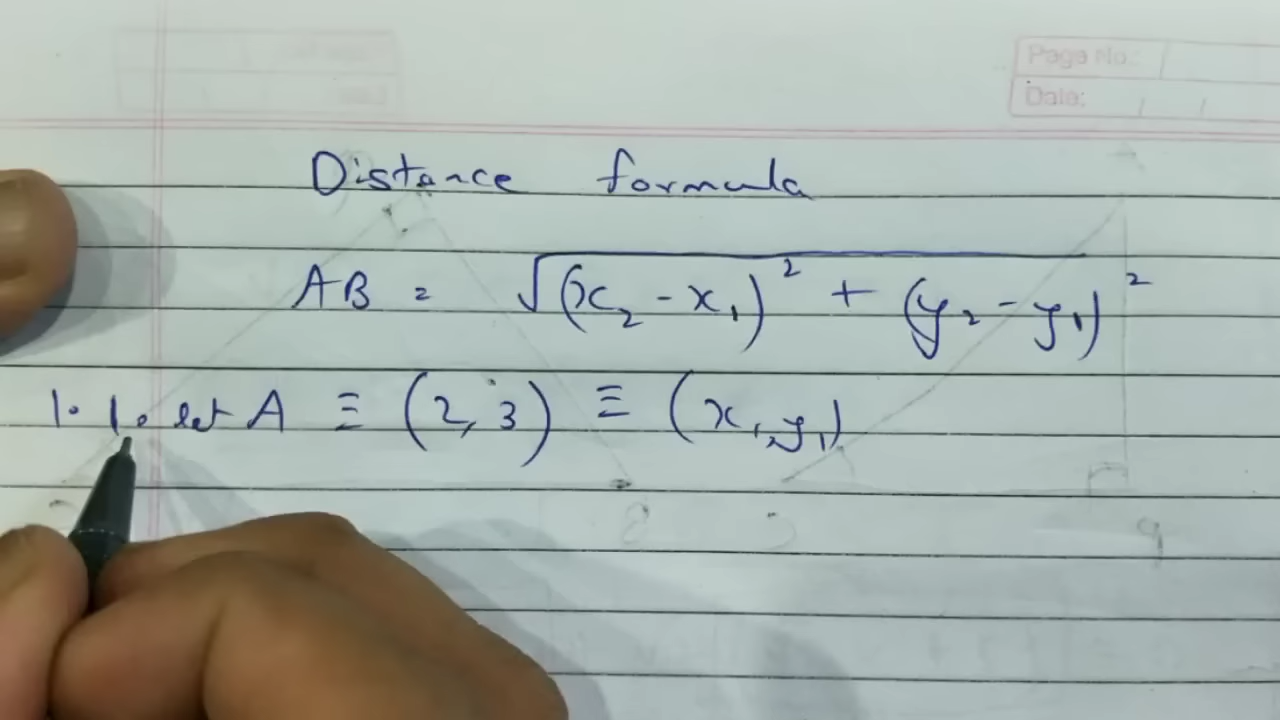 Page No.:
Date: / /
Distance formula
AB = √(x₂ - x₁)² + (y₂ - y₁)²
1. 1. let A ≡ (2, 3) ≡ (x₁, y₁)